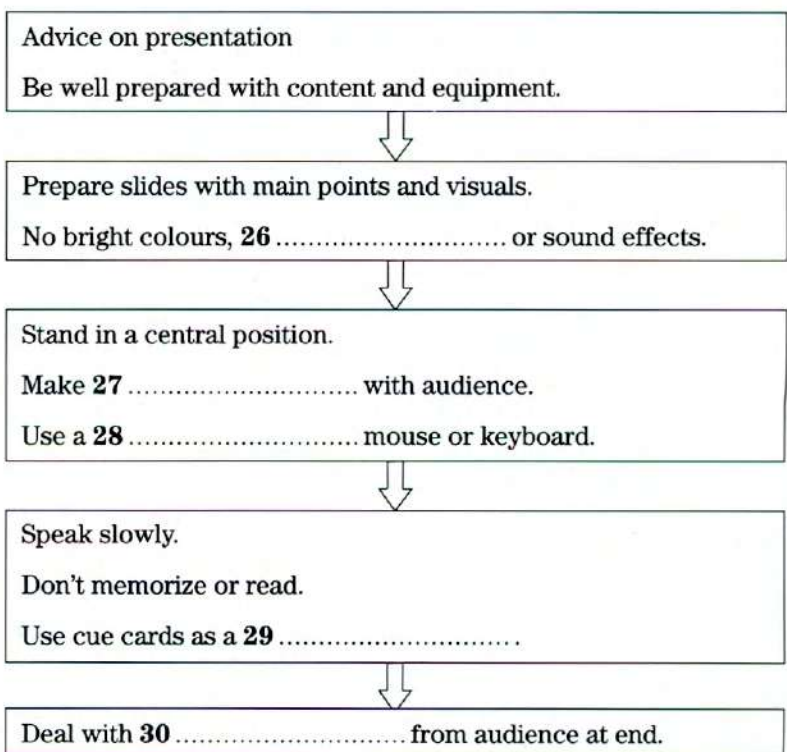 Advice on presentation
Be well prepared with content and equipment.
Prepare slides with main points and visuals.
No bright colours, 26 .............................. or sound effects.
Stand in a central position.
Make 27 .............................. with audience.
Use a 28 .............................. mouse or keyboard.
Speak slowly.
Don't memorize or read.
Use cue cards as a 29 .............................. .
Deal with 30 .............................. from audience at end.